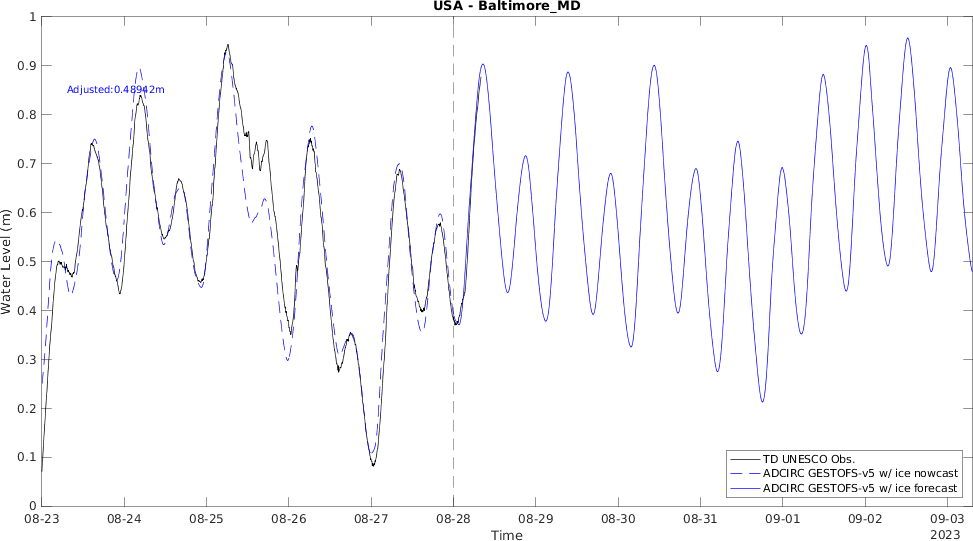 USA - Baltimore_MD
1
0.9
0.8
0.7
0.6
0.5
0.4
0.3
0.2
0.1
0
Water Level (m)
Adjusted:0.48942m
TD UNESCO Obs.
ADCIRC GESTOFS-v5 w/ ice nowcast
ADCIRC GESTOFS-v5 w/ ice forecast
08-23 08-24 08-25 08-26 08-27 08-28 08-29 08-30 08-31 09-01 09-02 09-03
2023
Time